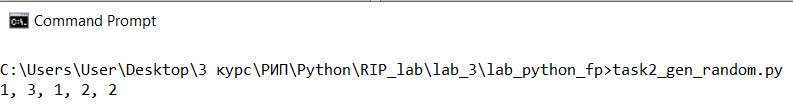 Command Prompt
C:\Users\User\Desktop\3 курс\РИП\Python\RIP_lab\lab_3\lab_python_fp>task2_gen_random.py
1, 3, 1, 2, 2